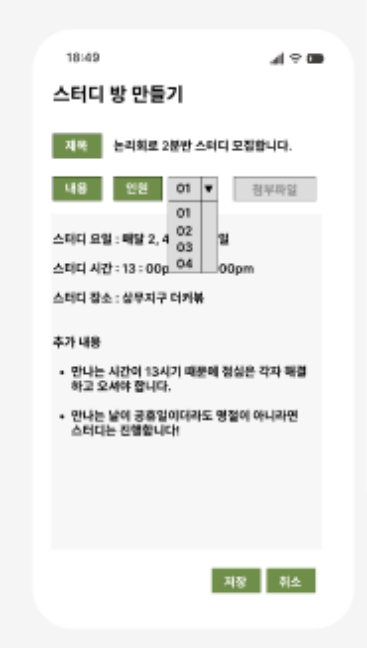 18:49
스터디 방 만들기
제목 논리회로 2분반 스터디 모집합니다.
내용 인원 01 ▼ 첨부파일
01
02
03
04
스터디 요일 : 매달 2, 4 일
스터디 시간 : 13 : 00p 00pm
스터디 장소 : 상무지구 더카북
추가 내용
• 만나는 시간이 13시기 때문에 점심은 각자 해결
하고 오셔야 합니다.
• 만나는 날이 공휴일이더라도 명절이 아니라면
스터디는 진행합니다!
저장 취소